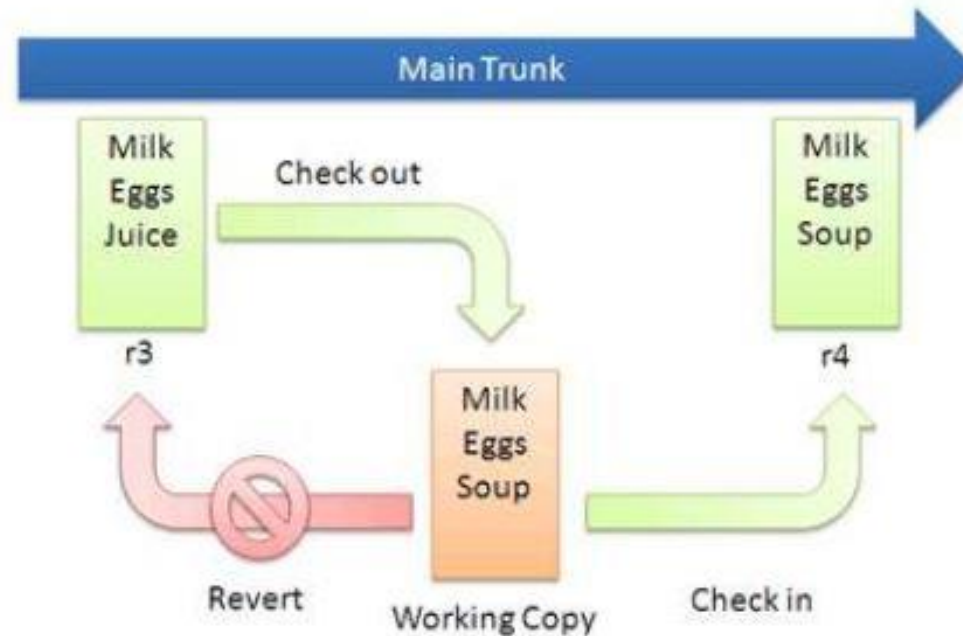 Main Trunk
Milk
Eggs
Juice
r3
Check out
Milk
Eggs
Soup
r4
Milk
Eggs
Soup
Working Copy
Revert
Check in